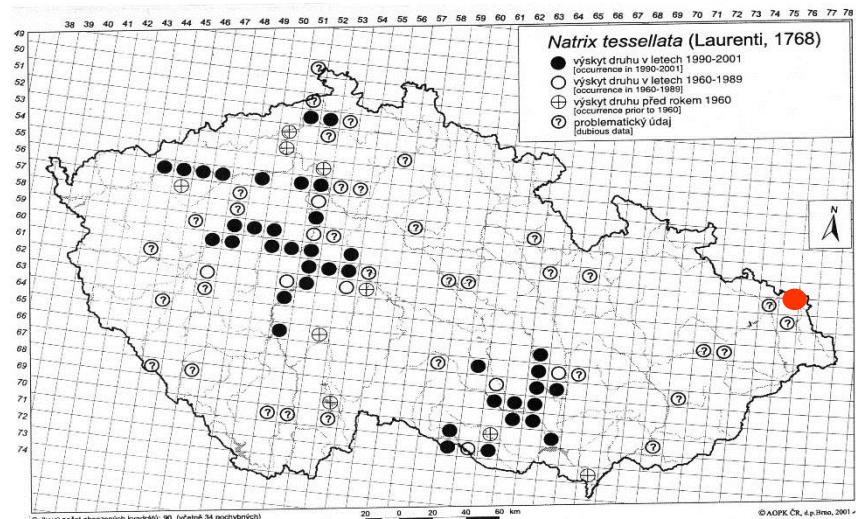 38 39 40 41 42 43 44 45 46 47 48 49 50 51 52 53 54 55 56 57 58 59 60 61 62 63 64 65 66 67 68 69 70 71 72 73 74 75 76 77 78
49
50
51
52
53
54
55
56
57
58
59
60
61
62
63
64
65
66
67
68
69
70
71
72
73
74
Natrix tessellata (Laurenti, 1768)
výskyt druhu v letech 1990-2001
[occurrence in 1990-2001]
výskyt druhu v letech 1960-1989
[occurrence in 1960-1989]
výskyt druhu před rokem 1960
[occurrence prior to 1960]
? problematický údaj
[dubious data]
N
20 0 20 40 60 km
© AOPK ČR, d.p. Brno, 2001